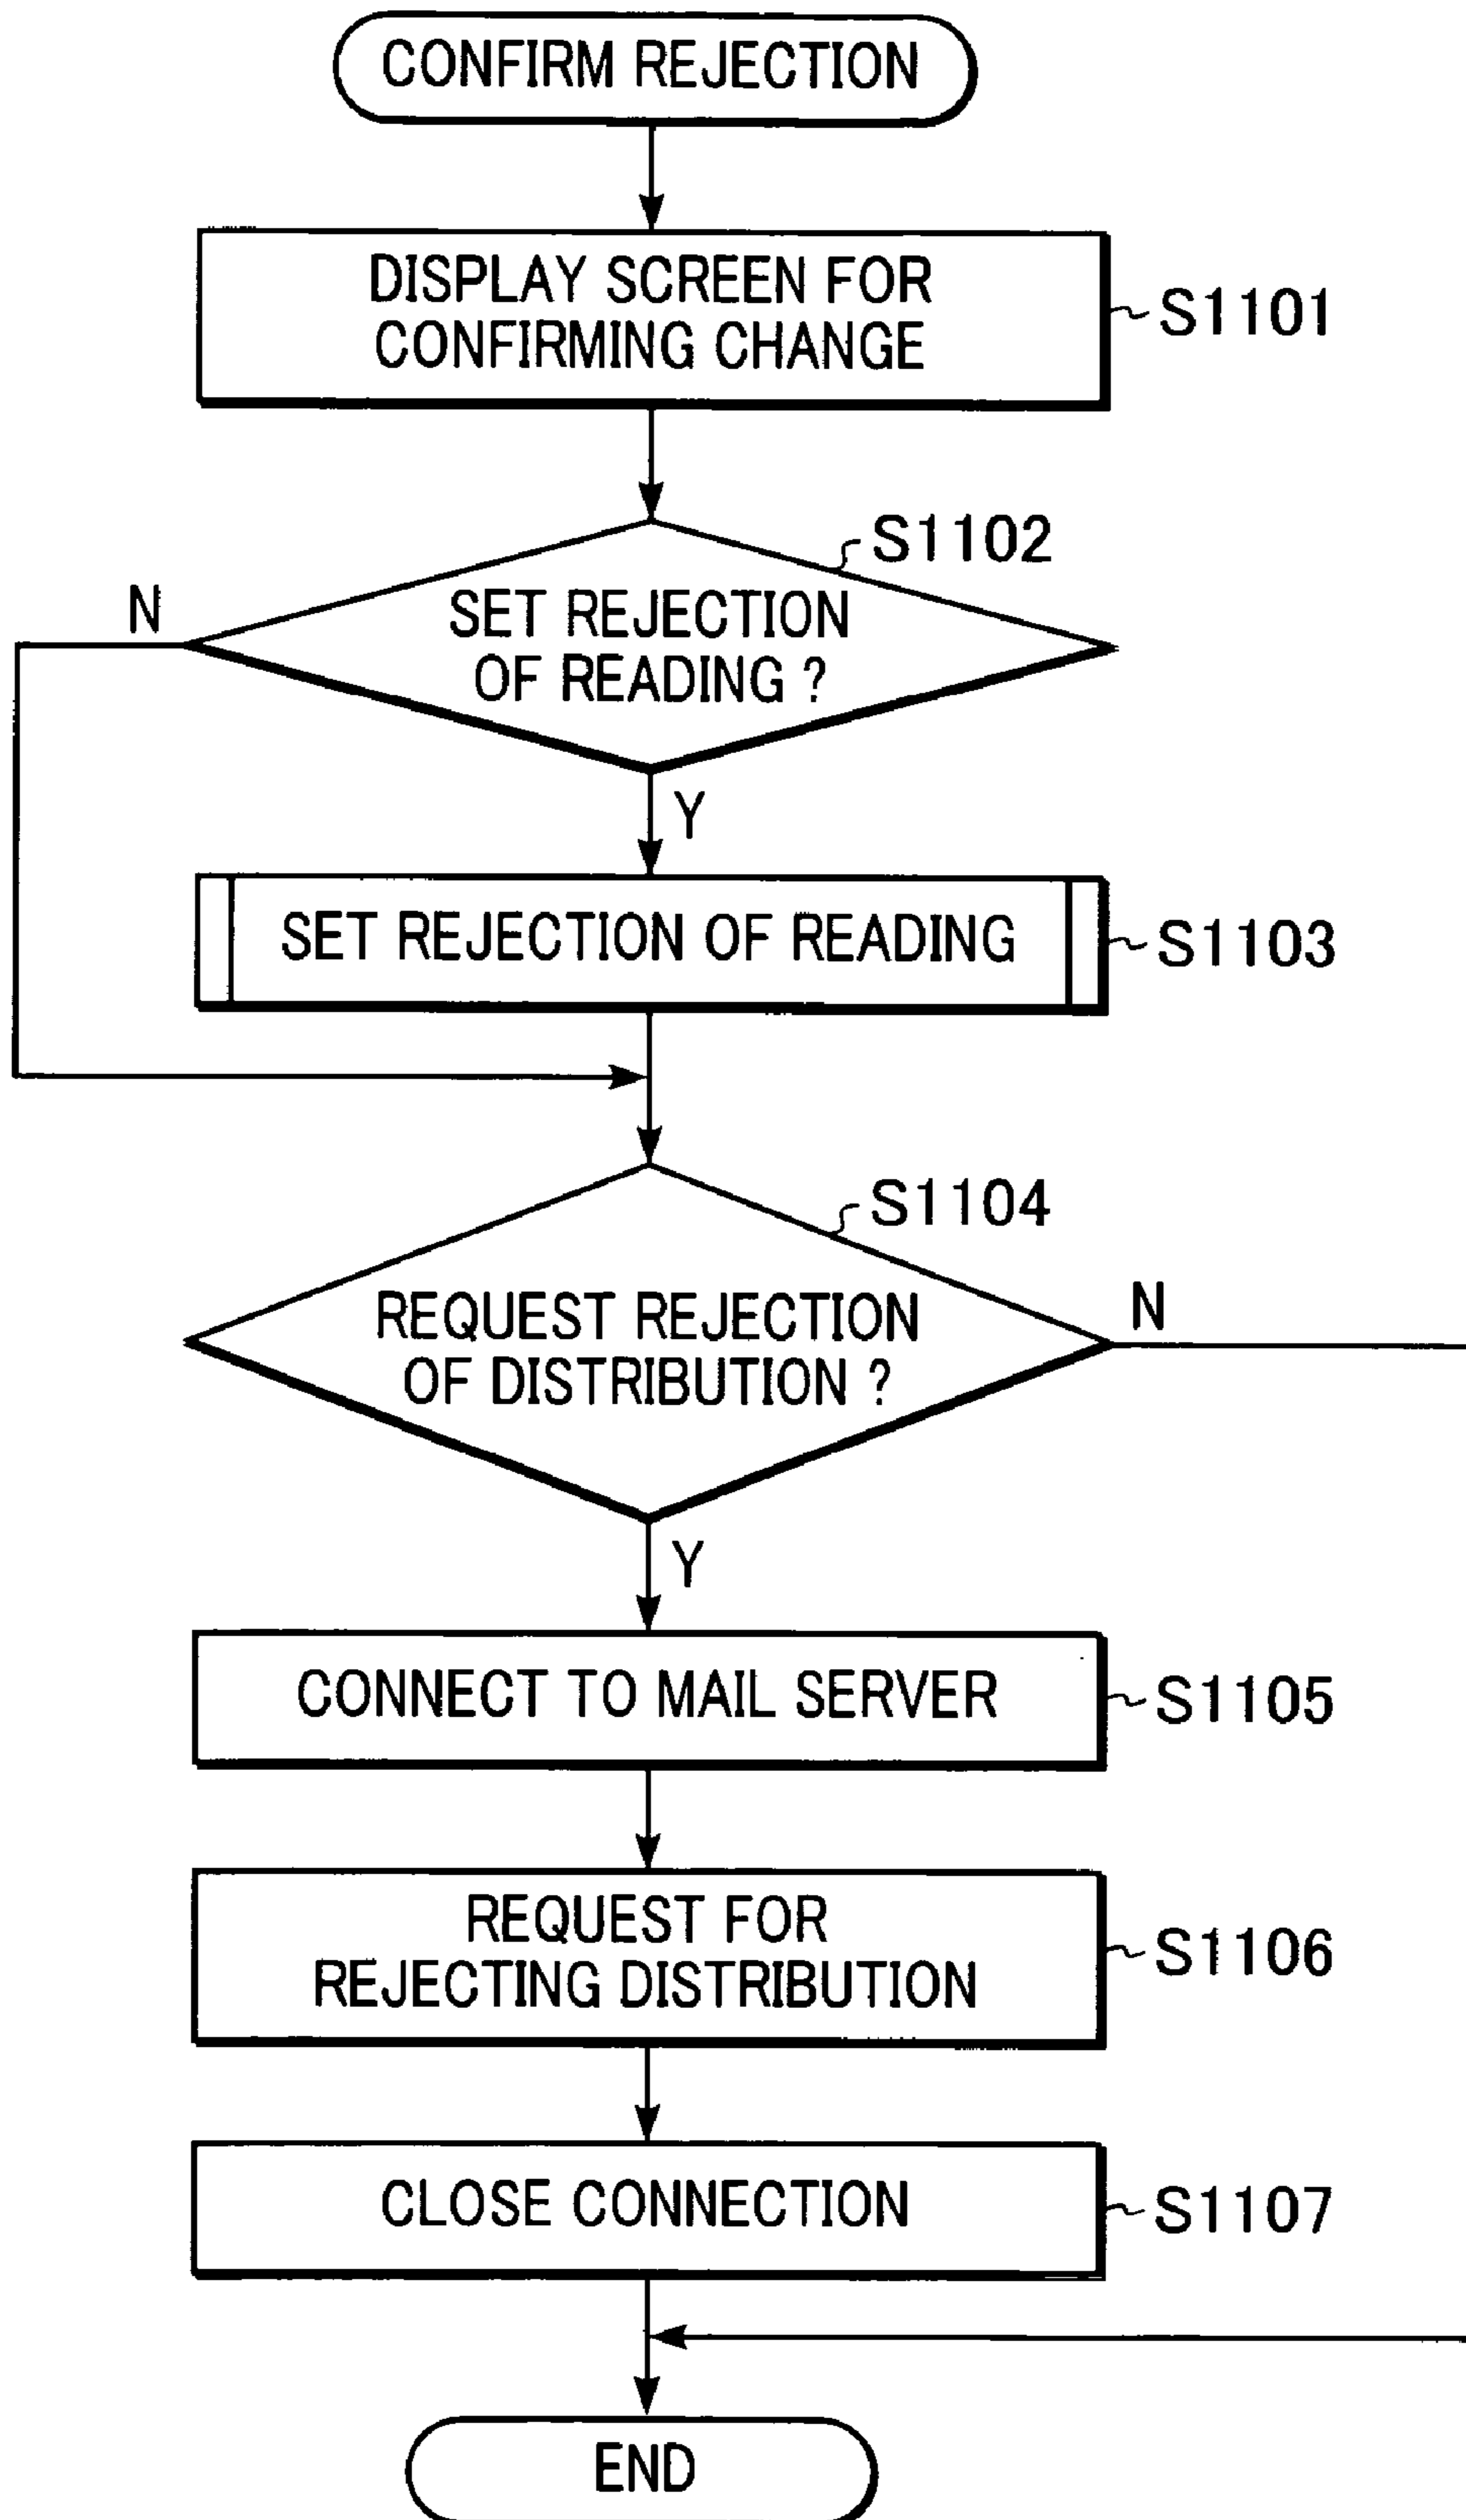 CONFIRM REJECTION
DISPLAY SCREEN FOR
CONFIRMING CHANGE
S1101
S1102
N
SET REJECTION
OF READING ?
Y
SET REJECTION OF READING
S1103
S1104
REQUEST REJECTION
OF DISTRIBUTION ?
N
Y
CONNECT TO MAIL SERVER
S1105
REQUEST FOR
REJECTING DISTRIBUTION
S1106
CLOSE CONNECTION
S1107
END